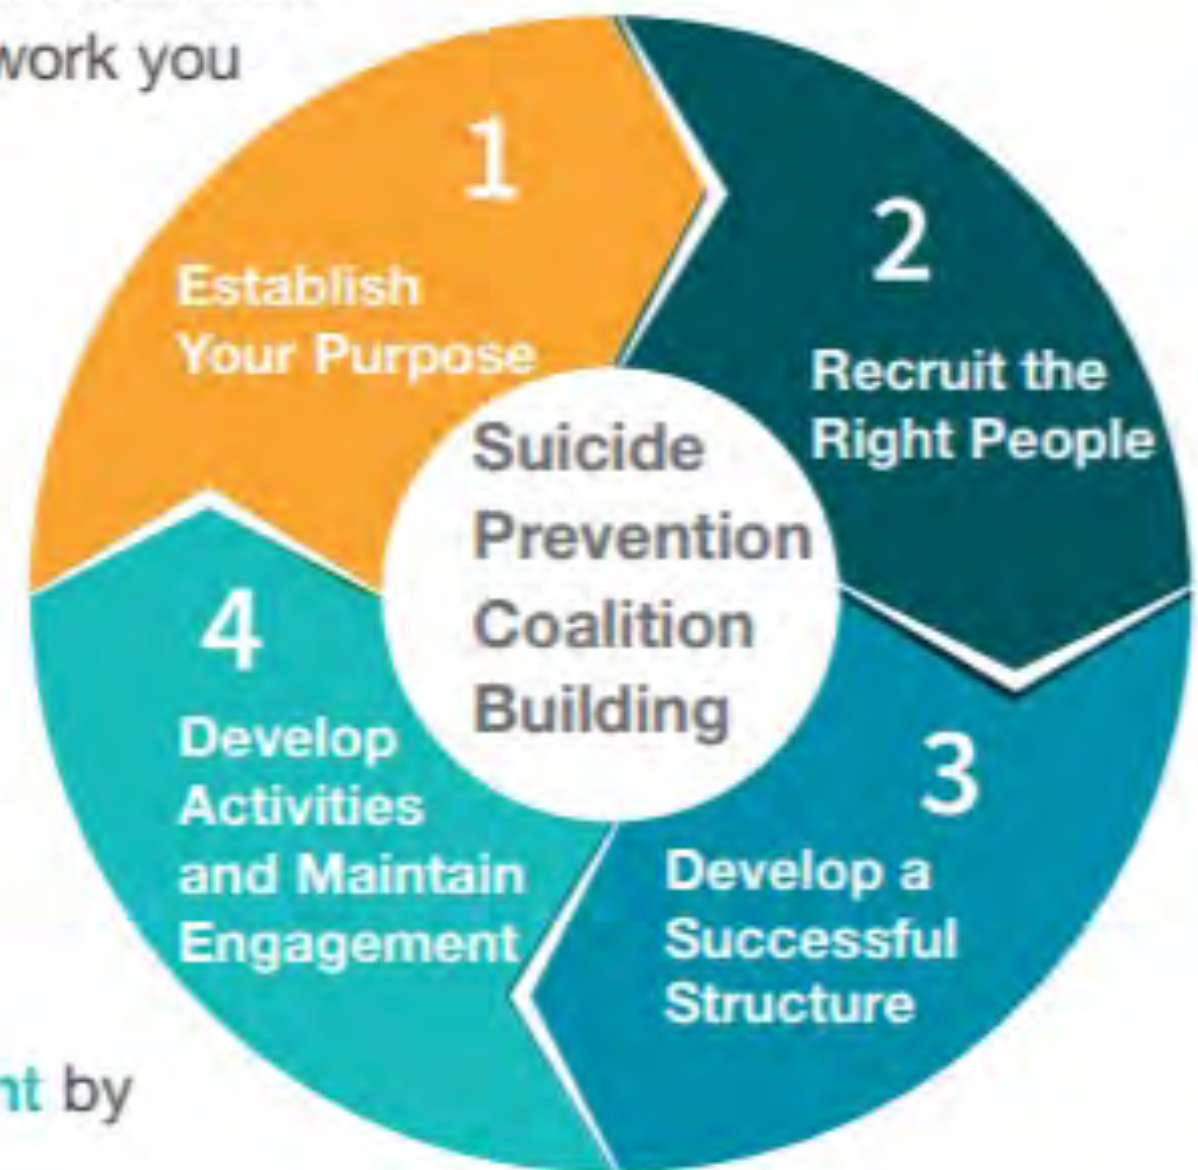 work you
1
Establish
Your Purpose
2
Recruit the
Right People
Suicide
Prevention
Coalition
Building
3
Develop a
Successful
Structure
4
Develop
Activities
and Maintain
Engagement
by